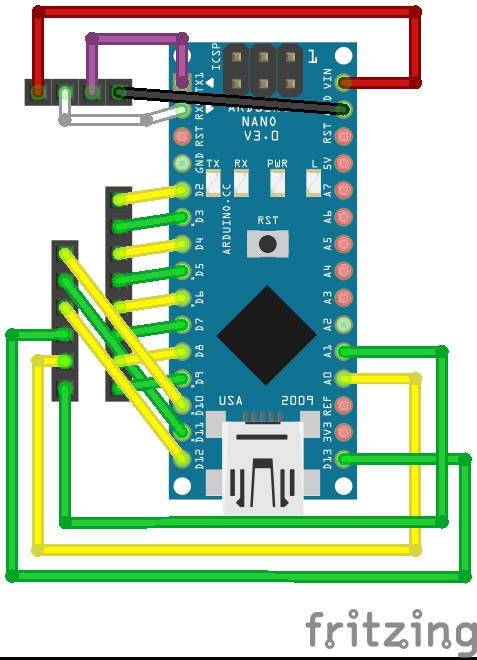 ICSP
1
TX1
VIN
RX
ARDUINO
NANO
V3.0
RST
RST
GND
5V
TX RX PWR L
D2
A7
D3
A6
ARDUINO.CC
RST
D4
A5
D5
A4
D6
A3
D7
A2
D8
A1
D9
A0
D10
REF
USA 2009
D11
3V3
D12
D13
fritzing